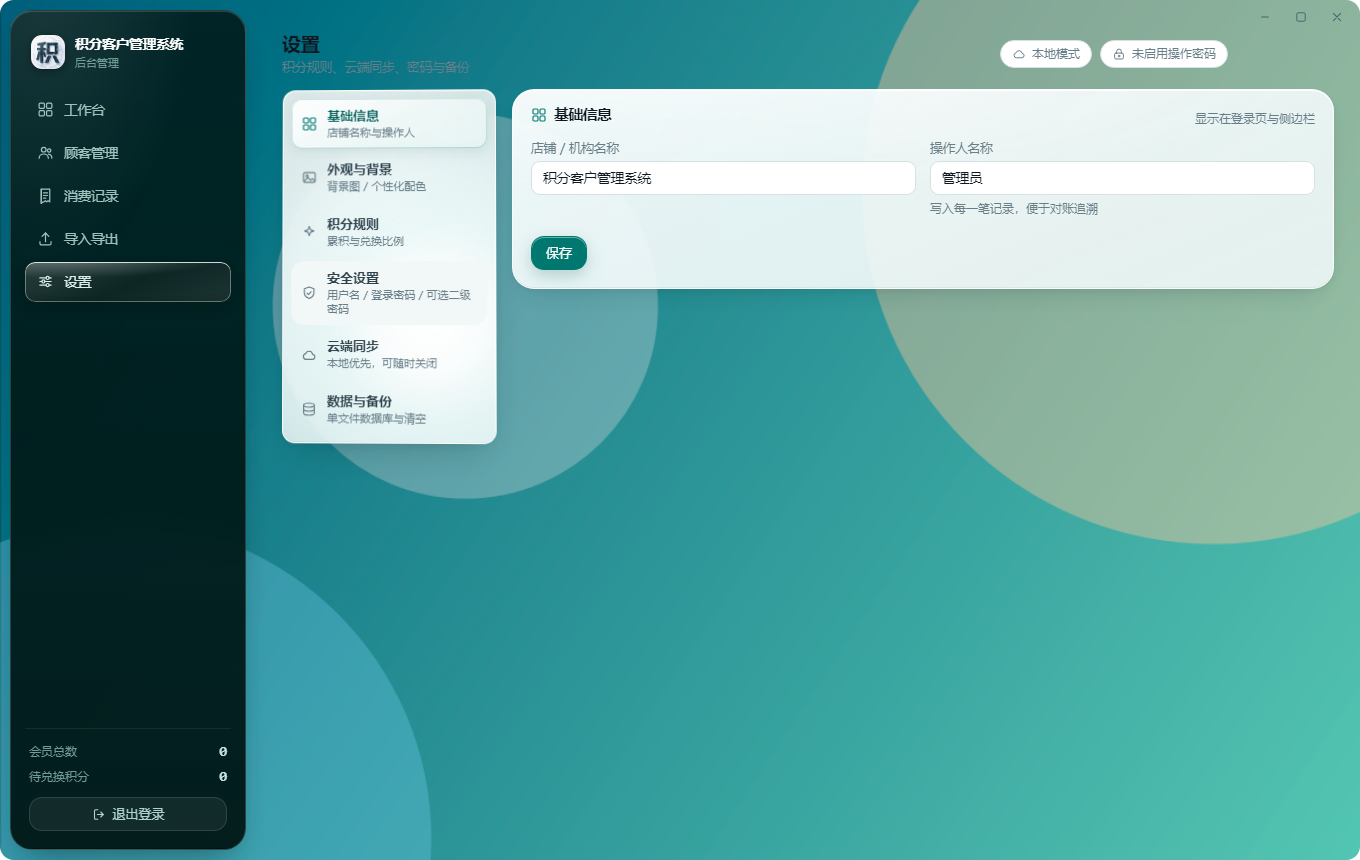 积
积分客户管理系统
后台管理
工作台
顾客管理
消费记录
导入导出
设置
会员总数 0
待兑换积分 0
退出登录
设置
积分规则、云端同步、密码与备份
本地模式
未启用操作密码
基础信息
店铺名称与操作人
外观与背景
背景图 / 个性化配色
积分规则
累积与兑换比例
安全设置
用户名 / 登录密码 / 可选二级
密码
云端同步
本地优先，可随时关闭
数据与备份
单文件数据库与清空
基础信息
显示在登录页与侧边栏
店铺 / 机构名称
积分客户管理系统
操作人名称
管理员
写入每一笔记录，便于对账追溯
保存